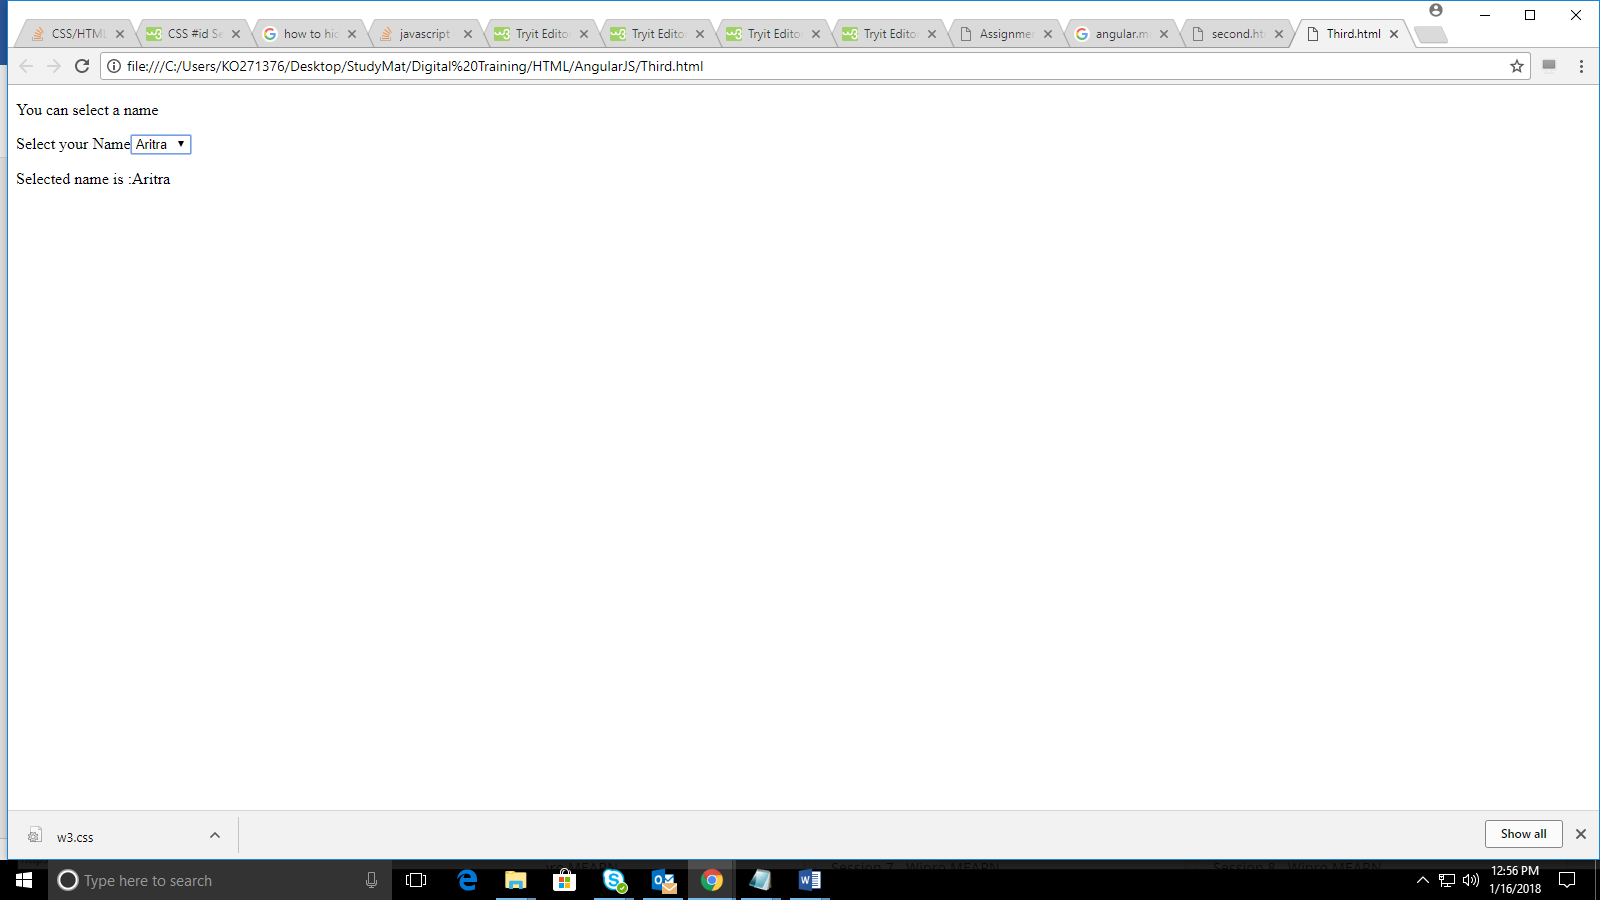 CSS/HTML
CSS #id Se
how to hid
javascript
Tryit Edito
Tryit Edito
Tryit Edito
Tryit Edito
Assignmen
angular.m
second.ht
Third.html
file:///C:/Users/KO271376/Desktop/StudyMat/Digital%20Training/HTML/AngularJS/Third.html
You can select a name
Select your Name Aritra
Selected name is :Aritra
w3.css
Show all
Type here to search
12:56 PM
1/16/2018